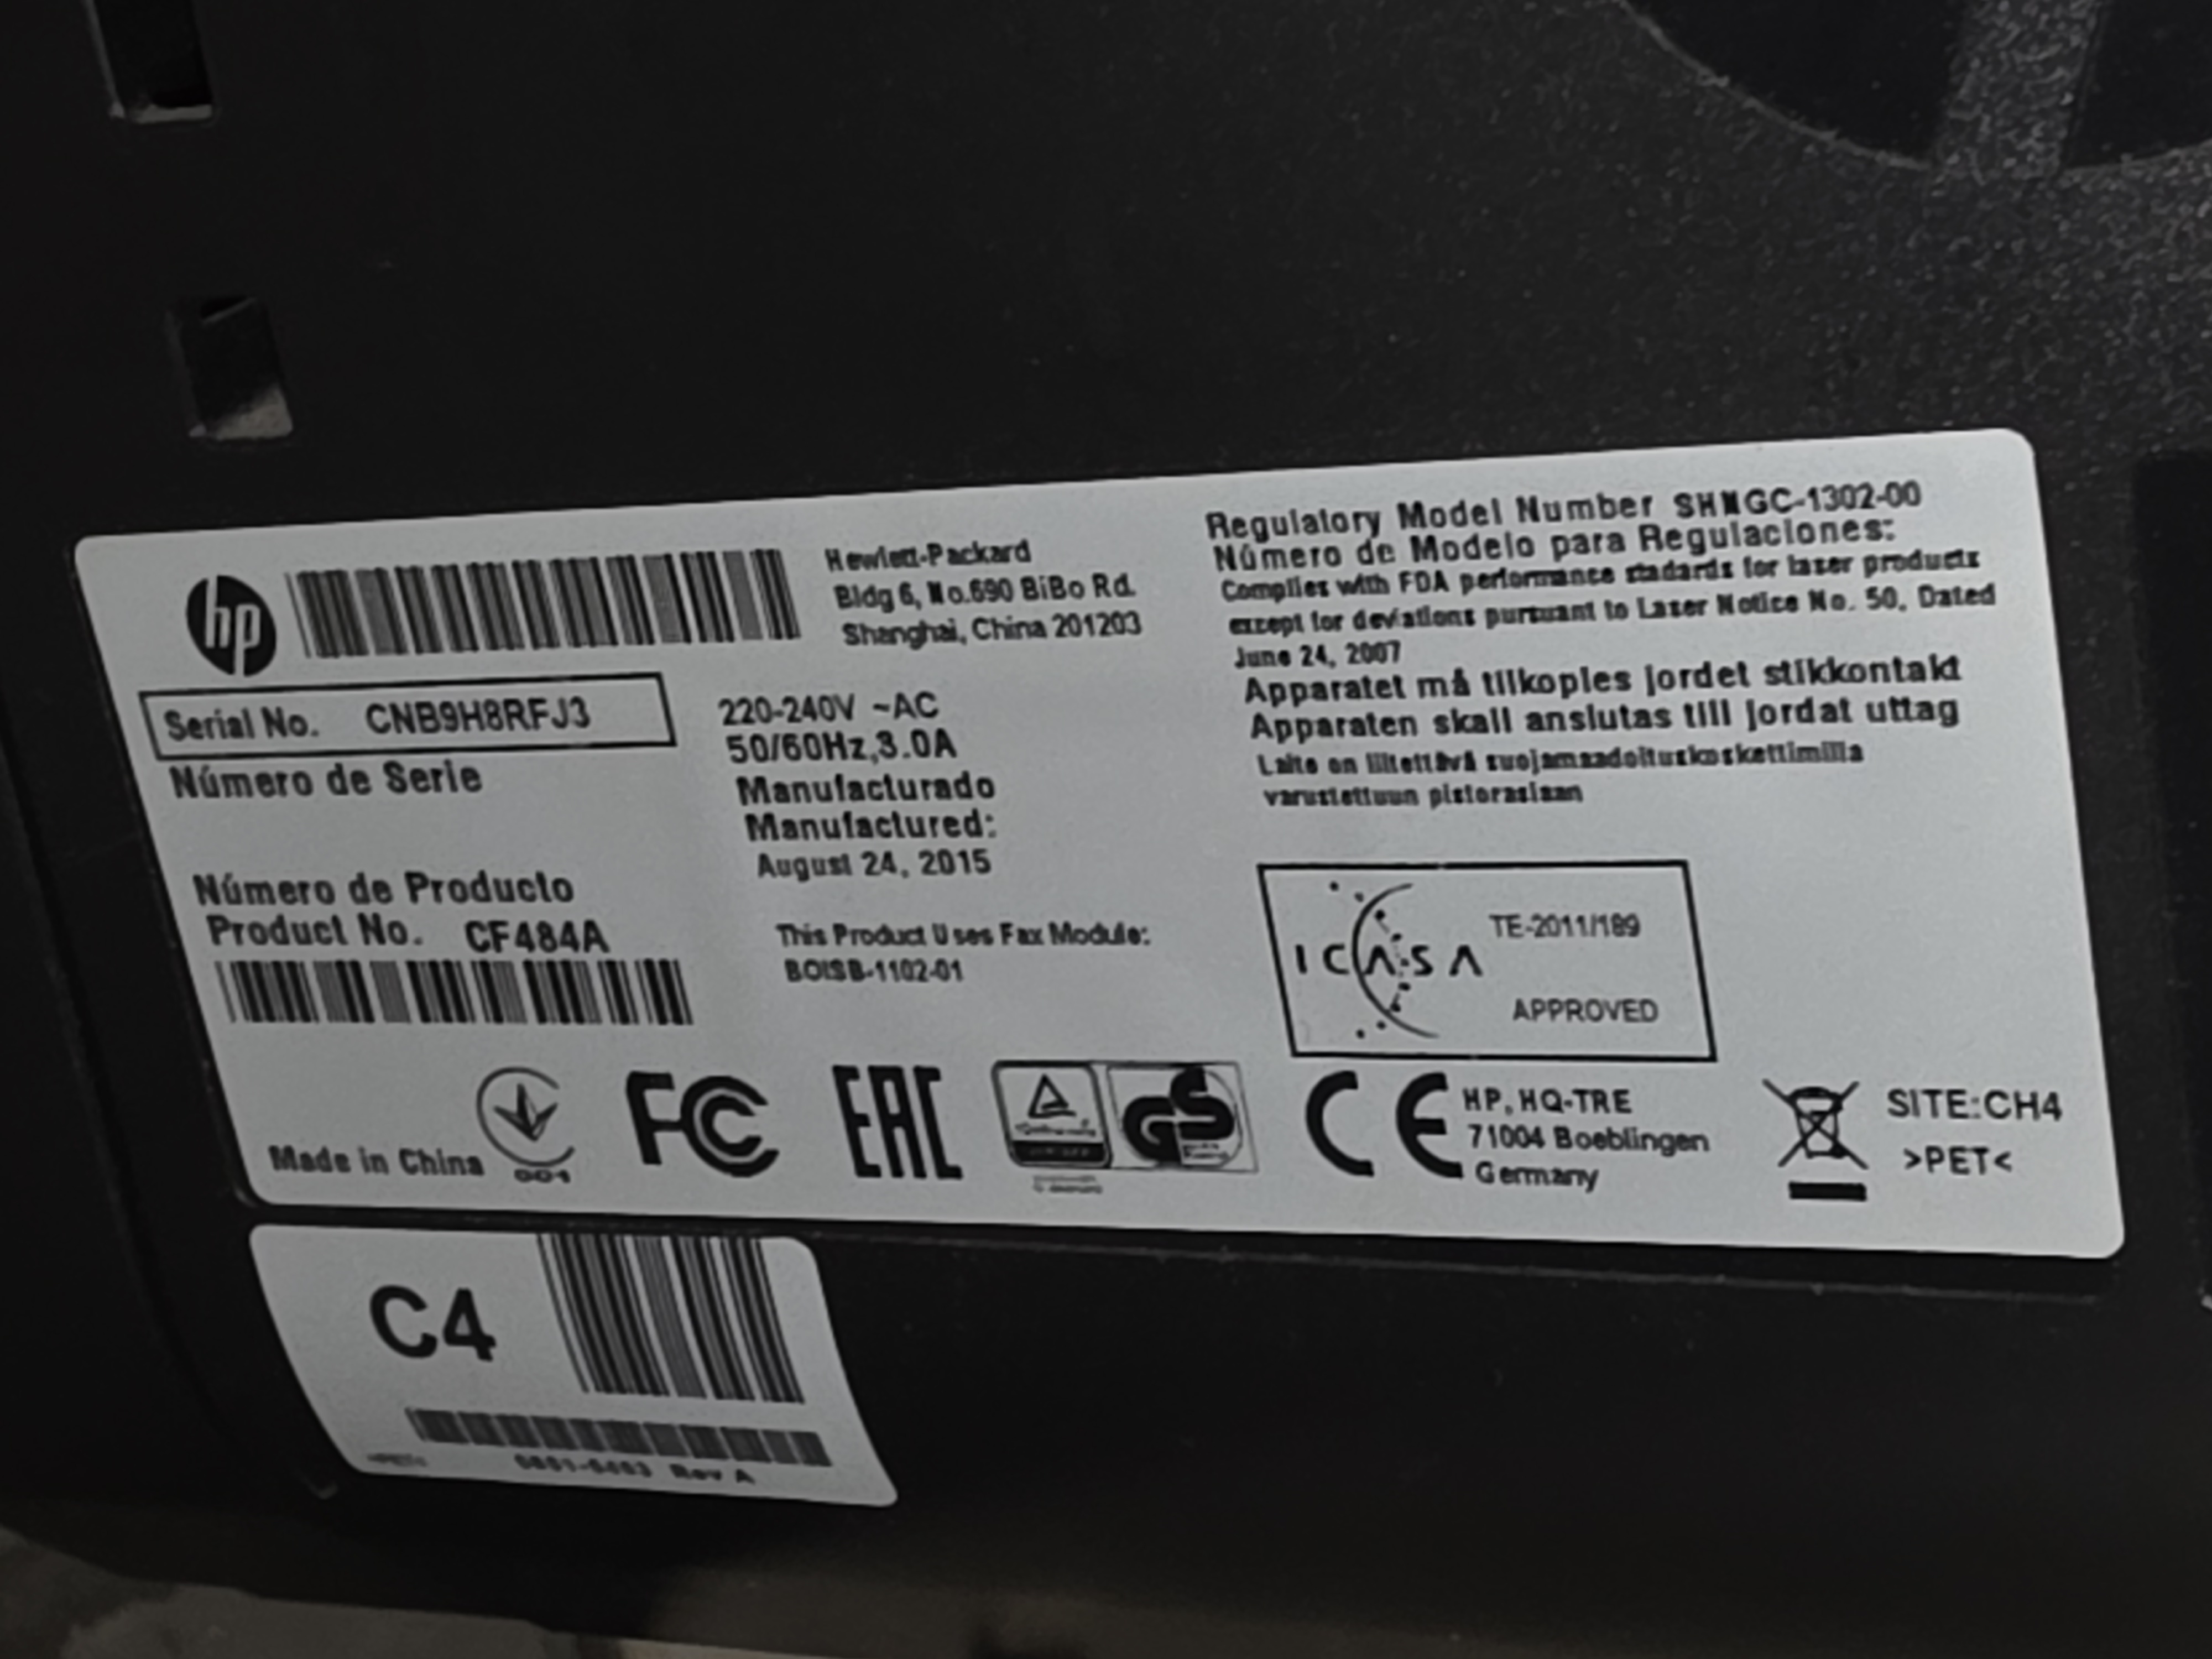 hp
Hewlett-Packard
Bldg 6, No.690 BiBo Rd.
Shanghai, China 201203
Serial No. CNB9H8RFJ3
Número de Serie
Número de Producto
Product No. CF484A
220-240V ~AC
50/60Hz,3.0A
Manufacturado
Manufactured:
August 24, 2015
This Product Uses Fax Module:
BOISB-1102-01
Regulatory Model Number SHNGC-1302-00
Número de Modelo para Regulaciones:
Complies with FDA performance stadards for laser products
except for deviations pursuant to Laser Notice No. 50, Dated
June 24, 2007
Apparatet må tilkoples jordet stikkontakt
Apparaten skall anslutas till jordat uttag
Laite on liitettävä suojamaadoituskoskettimilla
varustettuun pistorasiaan
ICASA
TE-2011/189
APPROVED
Made in China
001
FC
EAC
GS
CE
HP, HQ-TRE
71004 Boeblingen
Germany
SITE:CH4
>PET<
C4
Rev A